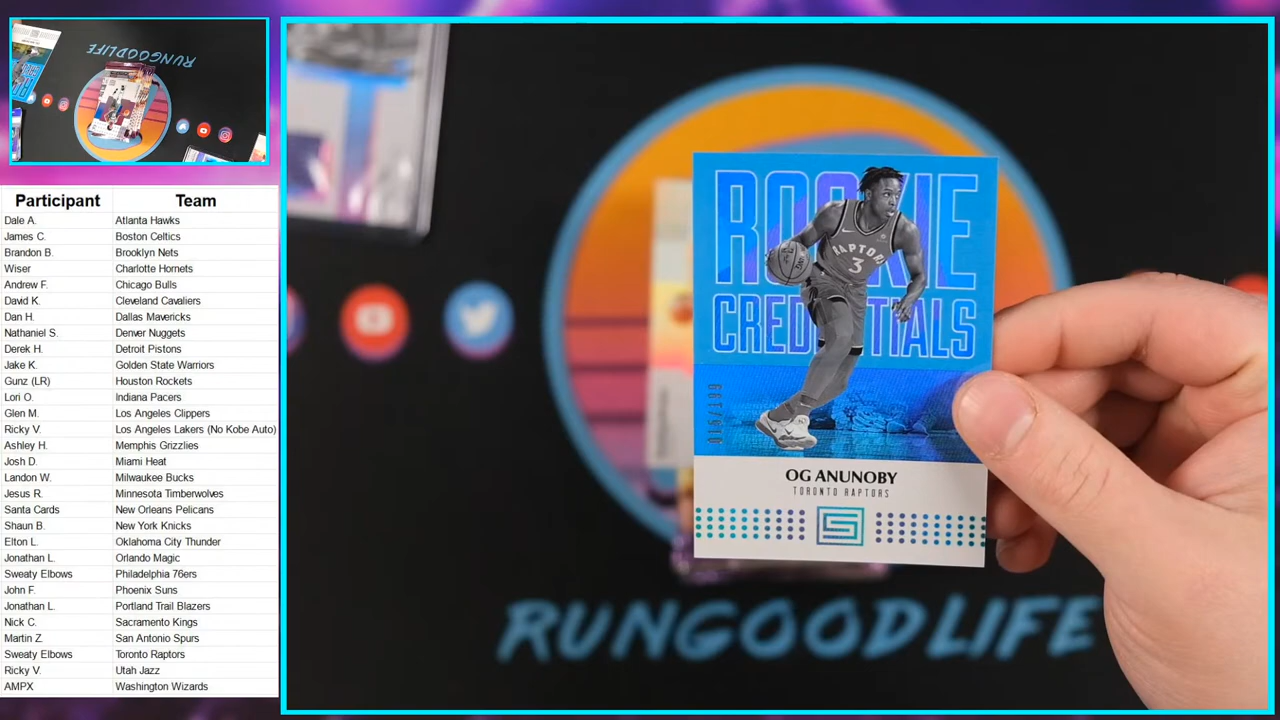 RUNGOODLIFE
Participant Team
Dale A. Atlanta Hawks
James C. Boston Celtics
Brandon B. Brooklyn Nets
Wiser Charlotte Hornets
Andrew F. Chicago Bulls
David K. Cleveland Cavaliers
Dan H. Dallas Mavericks
Nathaniel S. Denver Nuggets
Derek H. Detroit Pistons
Jake K. Golden State Warriors
Gunz (LR) Houston Rockets
Lori O. Indiana Pacers
Glen M. Los Angeles Clippers
Ricky V. Los Angeles Lakers (No Kobe Auto)
Ashley H. Memphis Grizzlies
Josh D. Miami Heat
Landon W. Milwaukee Bucks
Jesus R. Minnesota Timberwolves
Santa Cards New Orleans Pelicans
Shaun B. New York Knicks
Elton L. Oklahoma City Thunder
Jonathan L. Orlando Magic
Sweaty Elbows Philadelphia 76ers
John F. Phoenix Suns
Jonathan L. Portland Trail Blazers
Nick C. Sacramento Kings
Martin Z. San Antonio Spurs
Sweaty Elbows Toronto Raptors
Ricky V. Utah Jazz
AMPX Washington Wizards
ROOKIE
CREDENTIALS
RAPTORS
3
OG ANUNOBY
TORONTO RAPTORS
RUNGOODLIFE